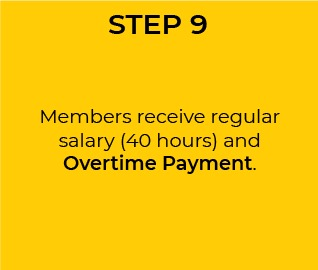 STEP 9
Members receive regular
salary (40 hours) and
Overtime Payment.